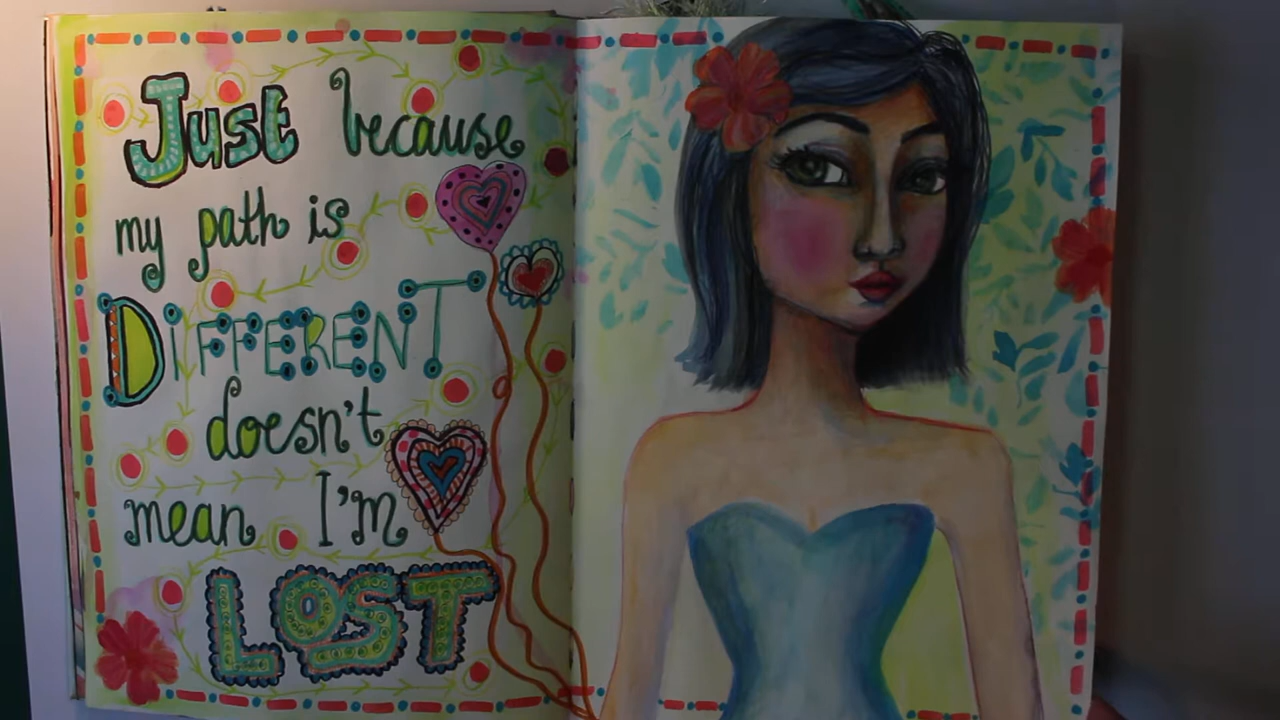 Just because
my path is
DIFFERENT
doesn't
mean I'm
LOST